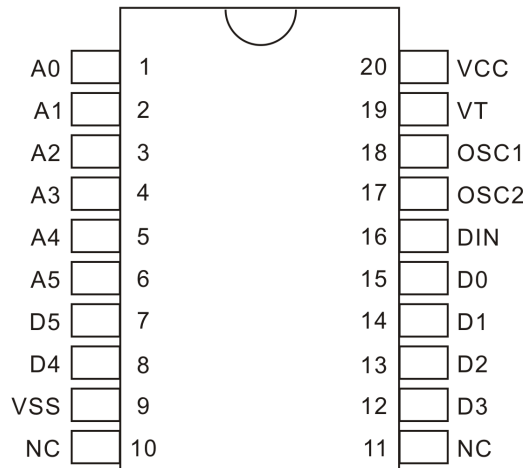 A0 1 20 VCC
A1 2 19 VT
A2 3 18 OSC1
A3 4 17 OSC2
A4 5 16 DIN
A5 6 15 D0
D5 7 14 D1
D4 8 13 D2
VSS 9 12 D3
NC 10 11 NC